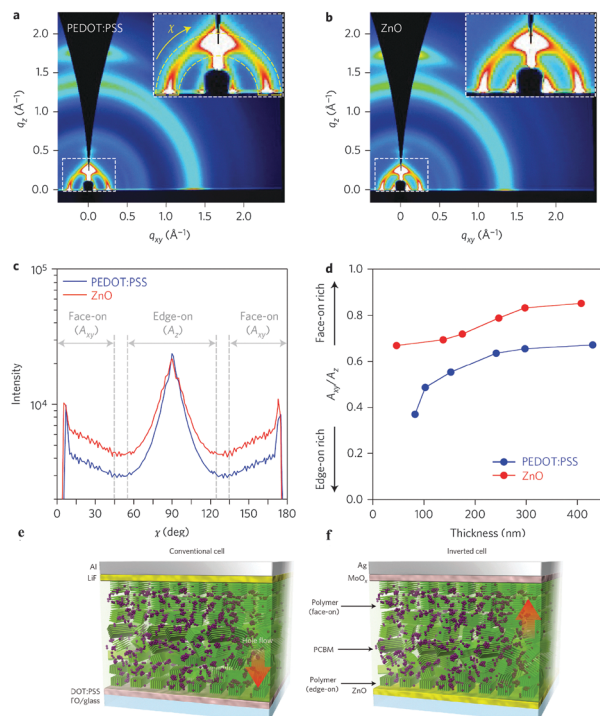 a
b
PEDOT:PSS
χ
ZnO
2.0
1.5
1.0
0.5
0.0
qz (Å−1)
0.0 0.5 1.0 1.5 2.0
qxy (Å−1)
2.0
1.5
1.0
0.5
0.0
qz (Å−1)
0.0 0.5 1.0 1.5 2.0
qxy (Å−1)
c
PEDOT:PSS
ZnO
Face-on
(Axy)
Edge-on
(Az)
Face-on
(Axy)
105
104
Intensity
0 45 90 135 180
χ (deg)
d
Face-on rich
Edge-on rich
Axy/Az
1.0
0.8
0.6
0.4
0.2
0.0
PEDOT:PSS
ZnO
0 100 200 300 400
Thickness (nm)
e
Conventional cell
Al
LiF
Hole flow
DOT:PSS
TO/glass
f
Inverted cell
Ag
MoOx
Polymer
(face-on)
PCBM
Polymer
(edge-on)
ZnO